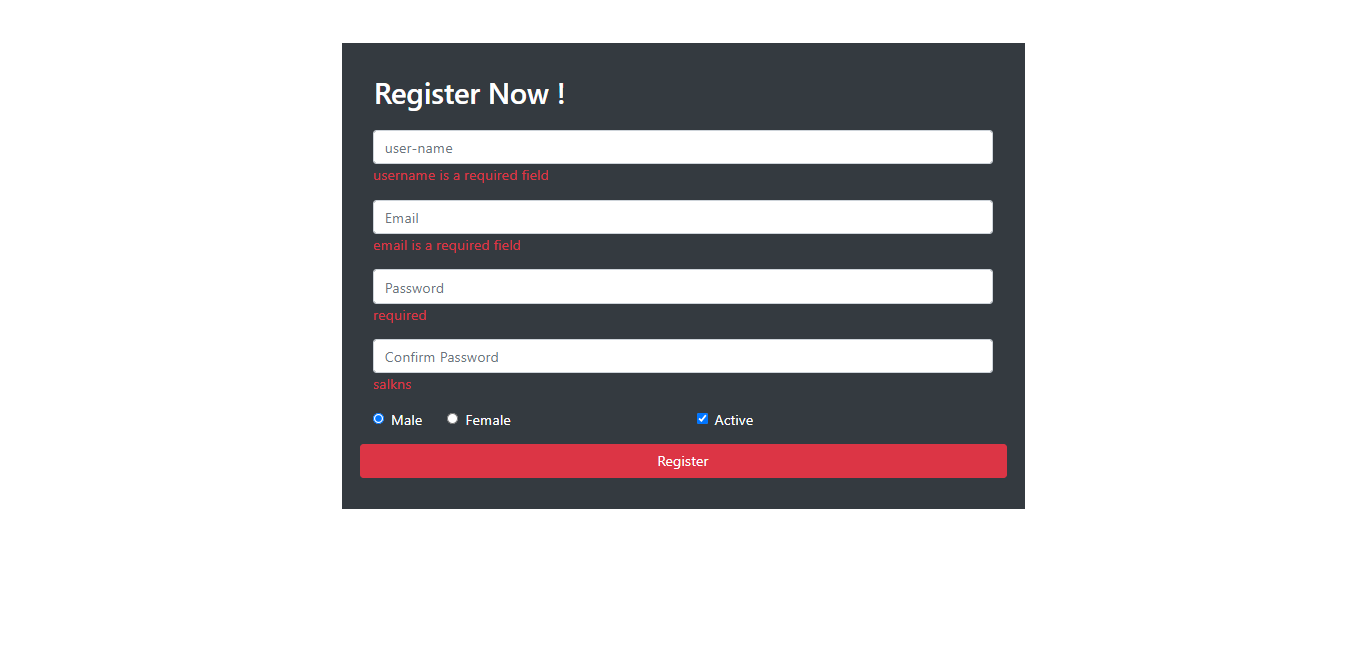 Register Now !
user-name
username is a required field
Email
email is a required field
Password
required
Confirm Password
salkns
Male Female Active
Register